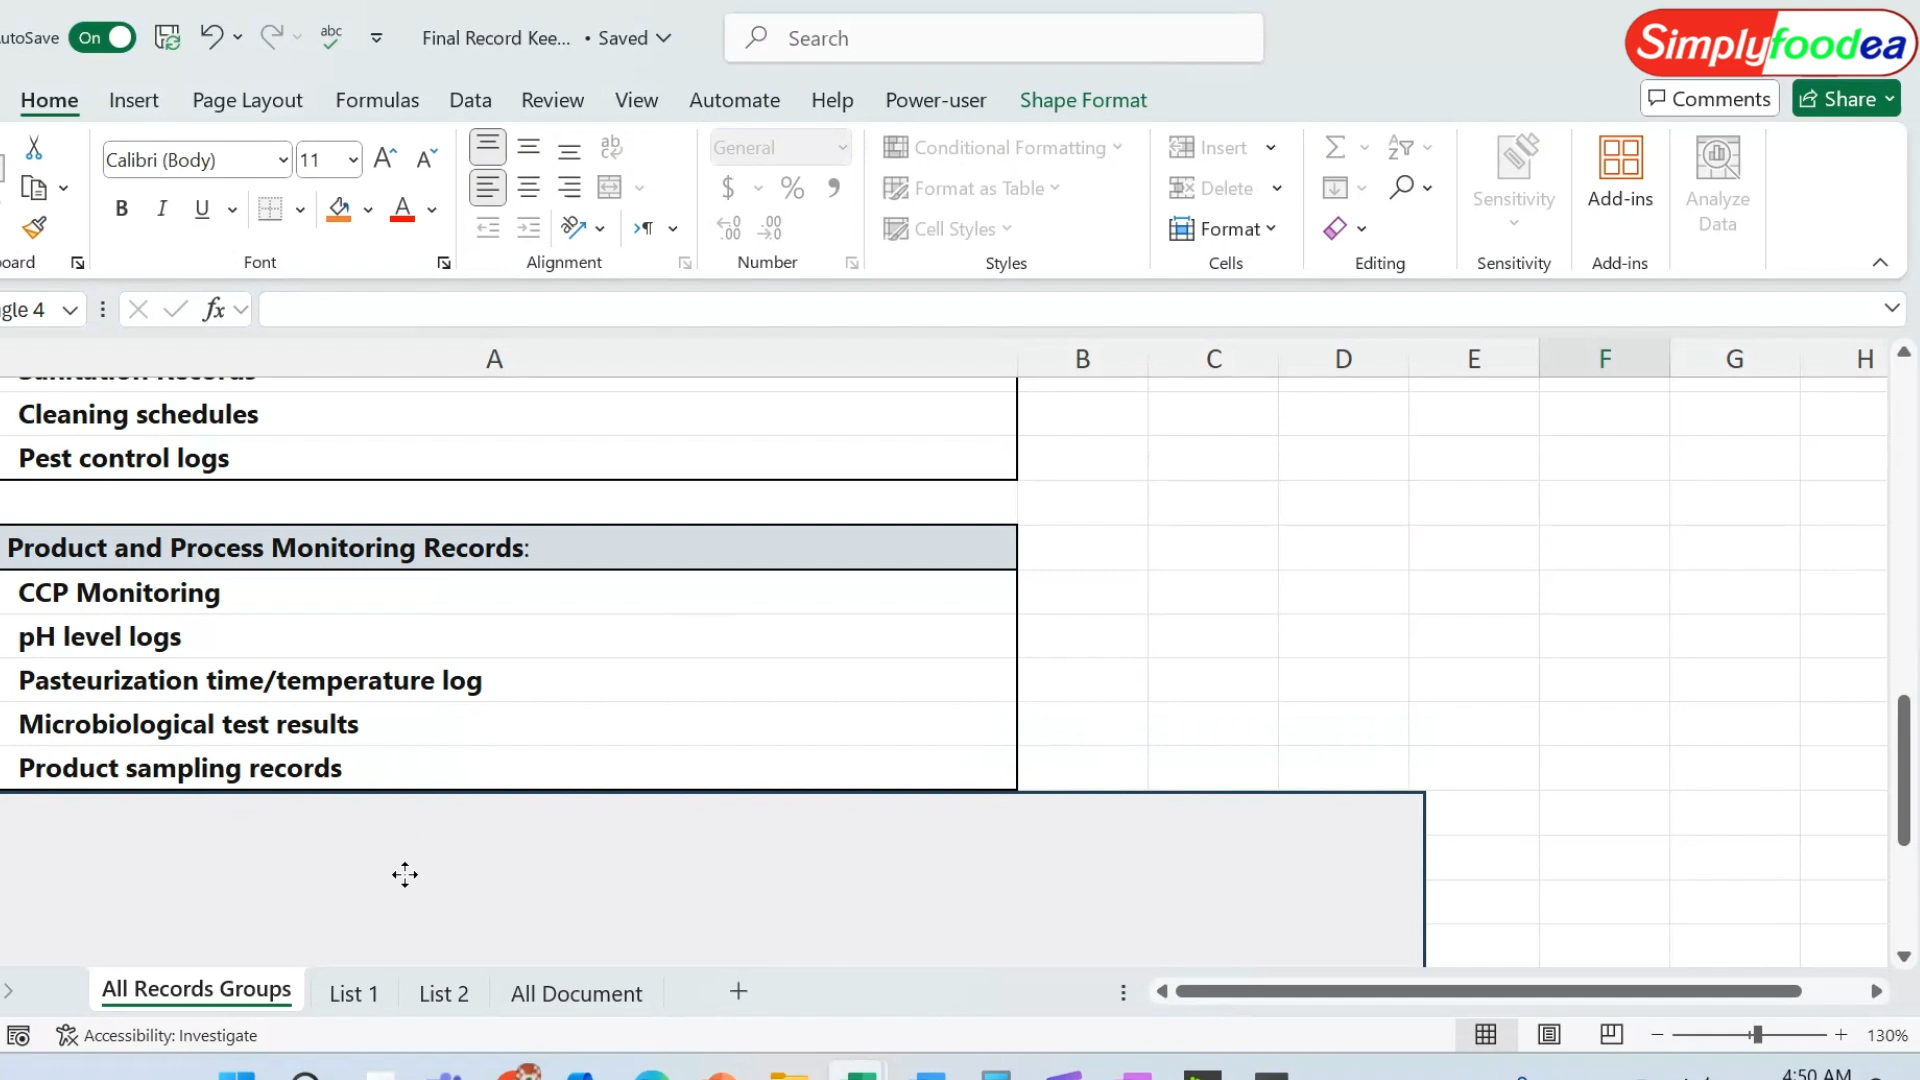 utoSave On Final Record Kee... • Saved Search Simplyfoodea
Home Insert Page Layout Formulas Data Review View Automate Help Power-user Shape Format Comments Share
Calibri (Body) 11 General Conditional Formatting Insert
Format as Table Delete Sensitivity Add-ins Analyze Data
Cell Styles Format
oard Font Alignment Number Styles Cells Editing Sensitivity Add-ins
gle 4 fx
A B C D E F G H
Cleaning schedules
Pest control logs
Product and Process Monitoring Records:
CCP Monitoring
pH level logs
Pasteurization time/temperature log
Microbiological test results
Product sampling records
All Records Groups List 1 List 2 All Document
Accessibility: Investigate 130%
4:50 AM